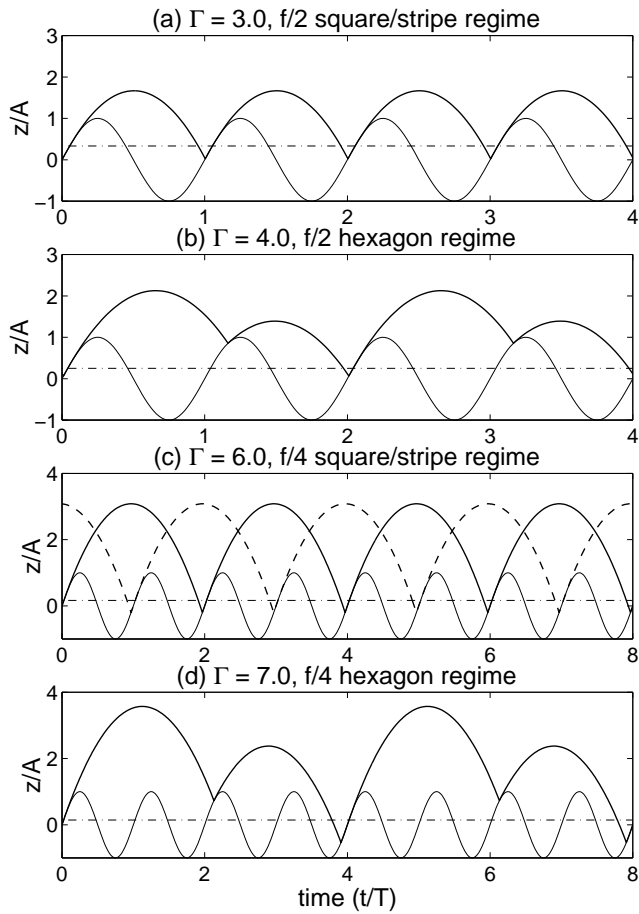 (a) Γ = 3.0, f/2 square/stripe regime
3
2
1
0
−1
z/A
0 1 2 3 4
(b) Γ = 4.0, f/2 hexagon regime
3
2
1
0
−1
z/A
0 1 2 3 4
(c) Γ = 6.0, f/4 square/stripe regime
4
2
0
z/A
0 2 4 6 8
(d) Γ = 7.0, f/4 hexagon regime
4
2
0
z/A
0 2 4 6 8
time (t/T)